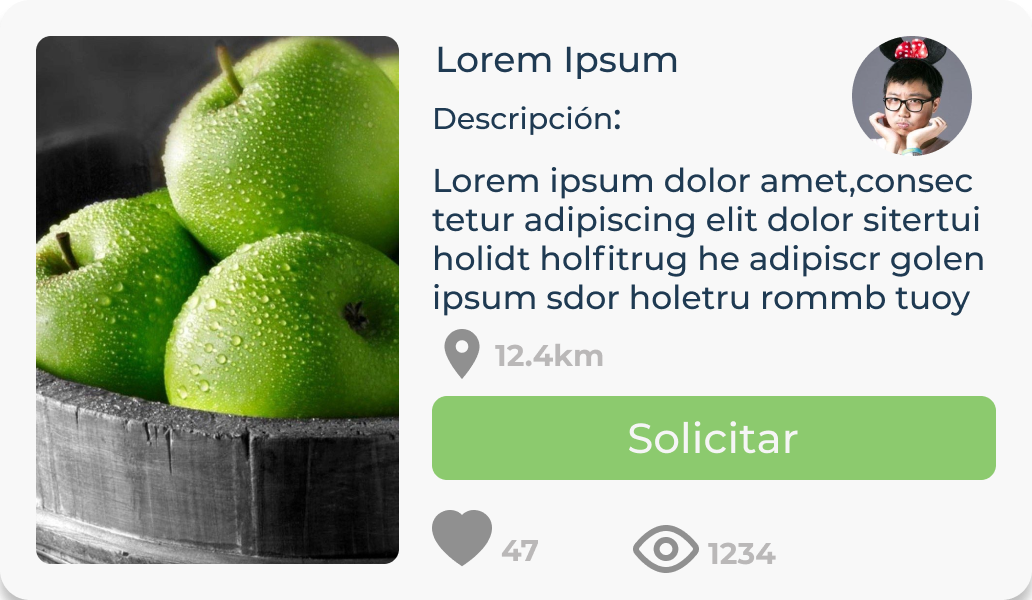 Lorem Ipsum
Descripción:
Lorem ipsum dolor amet,consec
tetur adipiscing elit dolor sitertui
holidt holfitrug he adipiscr golen
ipsum sdor holetru rommb tuoy
12.4km
Solicitar
47
1234